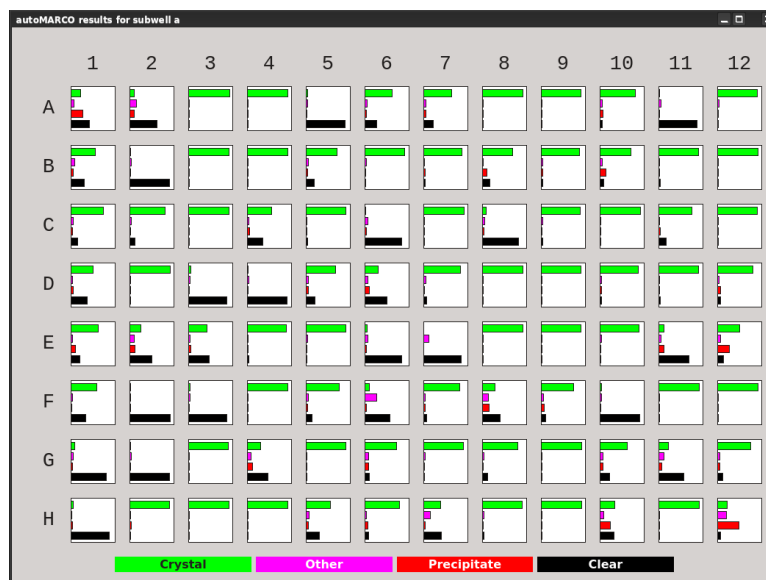 autoMARCO results for subwell a
1 2 3 4 5 6 7 8 9 10 11 12
A
B
C
D
E
F
G
H
Crystal Other Precipitate Clear